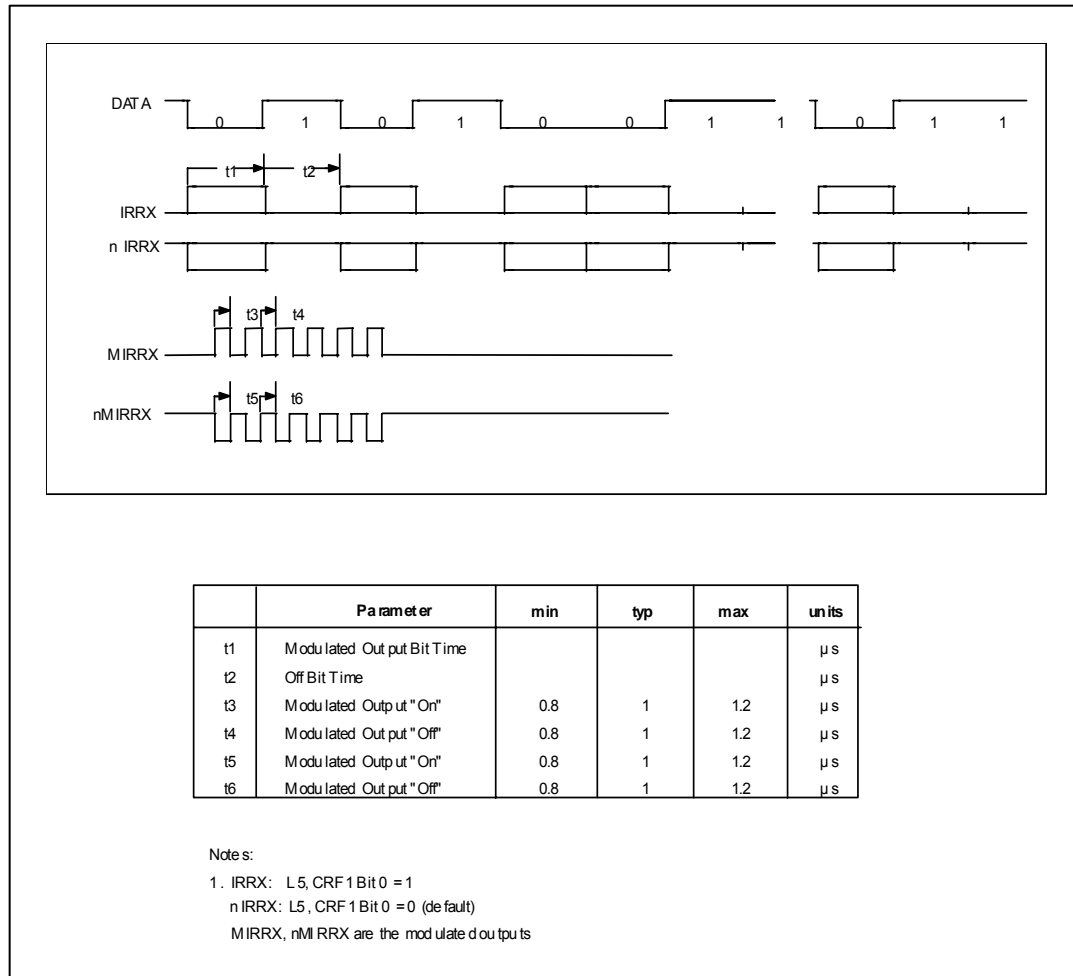 DATA
0 1 0 1 0 0 1 1 0 1 1
t1 t2
IRRX
n IRRX
t3 t4
MIRRX
t5 t6
nMIRRX
Parameter min typ max units
t1 Modulated Output Bit Time µs
t2 Off Bit Time µs
t3 Modulated Output "On" 0.8 1 1.2 µs
t4 Modulated Output "Off" 0.8 1 1.2 µs
t5 Modulated Output "On" 0.8 1 1.2 µs
t6 Modulated Output "Off" 0.8 1 1.2 µs
Notes:
1. IRRX: L5, CRF1 Bit 0 = 1
nIRRX: L5, CRF1 Bit 0 = 0 (default)
MIRRX, nMIRRX are the modulated outputs